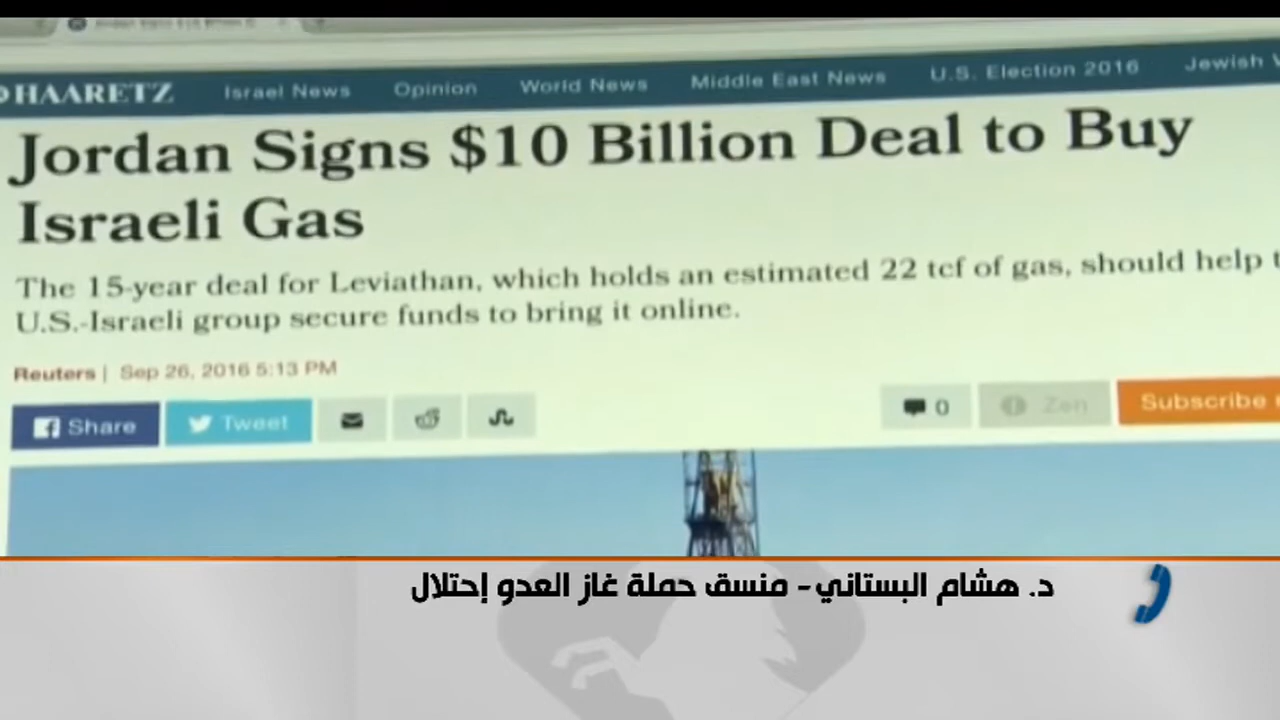 HAARETZ Israel News Opinion World News Middle East News U.S. Election 2016 Jewish
Jordan Signs $10 Billion Deal to Buy
Israeli Gas
The 15-year deal for Leviathan, which holds an estimated 22 tcf of gas, should help
U.S.-Israeli group secure funds to bring it online.
Reuters | Sep 26, 2016 5:13 PM
Share Tweet 0 Zen Subscribe
د. هشام البستاني - منسق حملة غاز العدو إحتلال